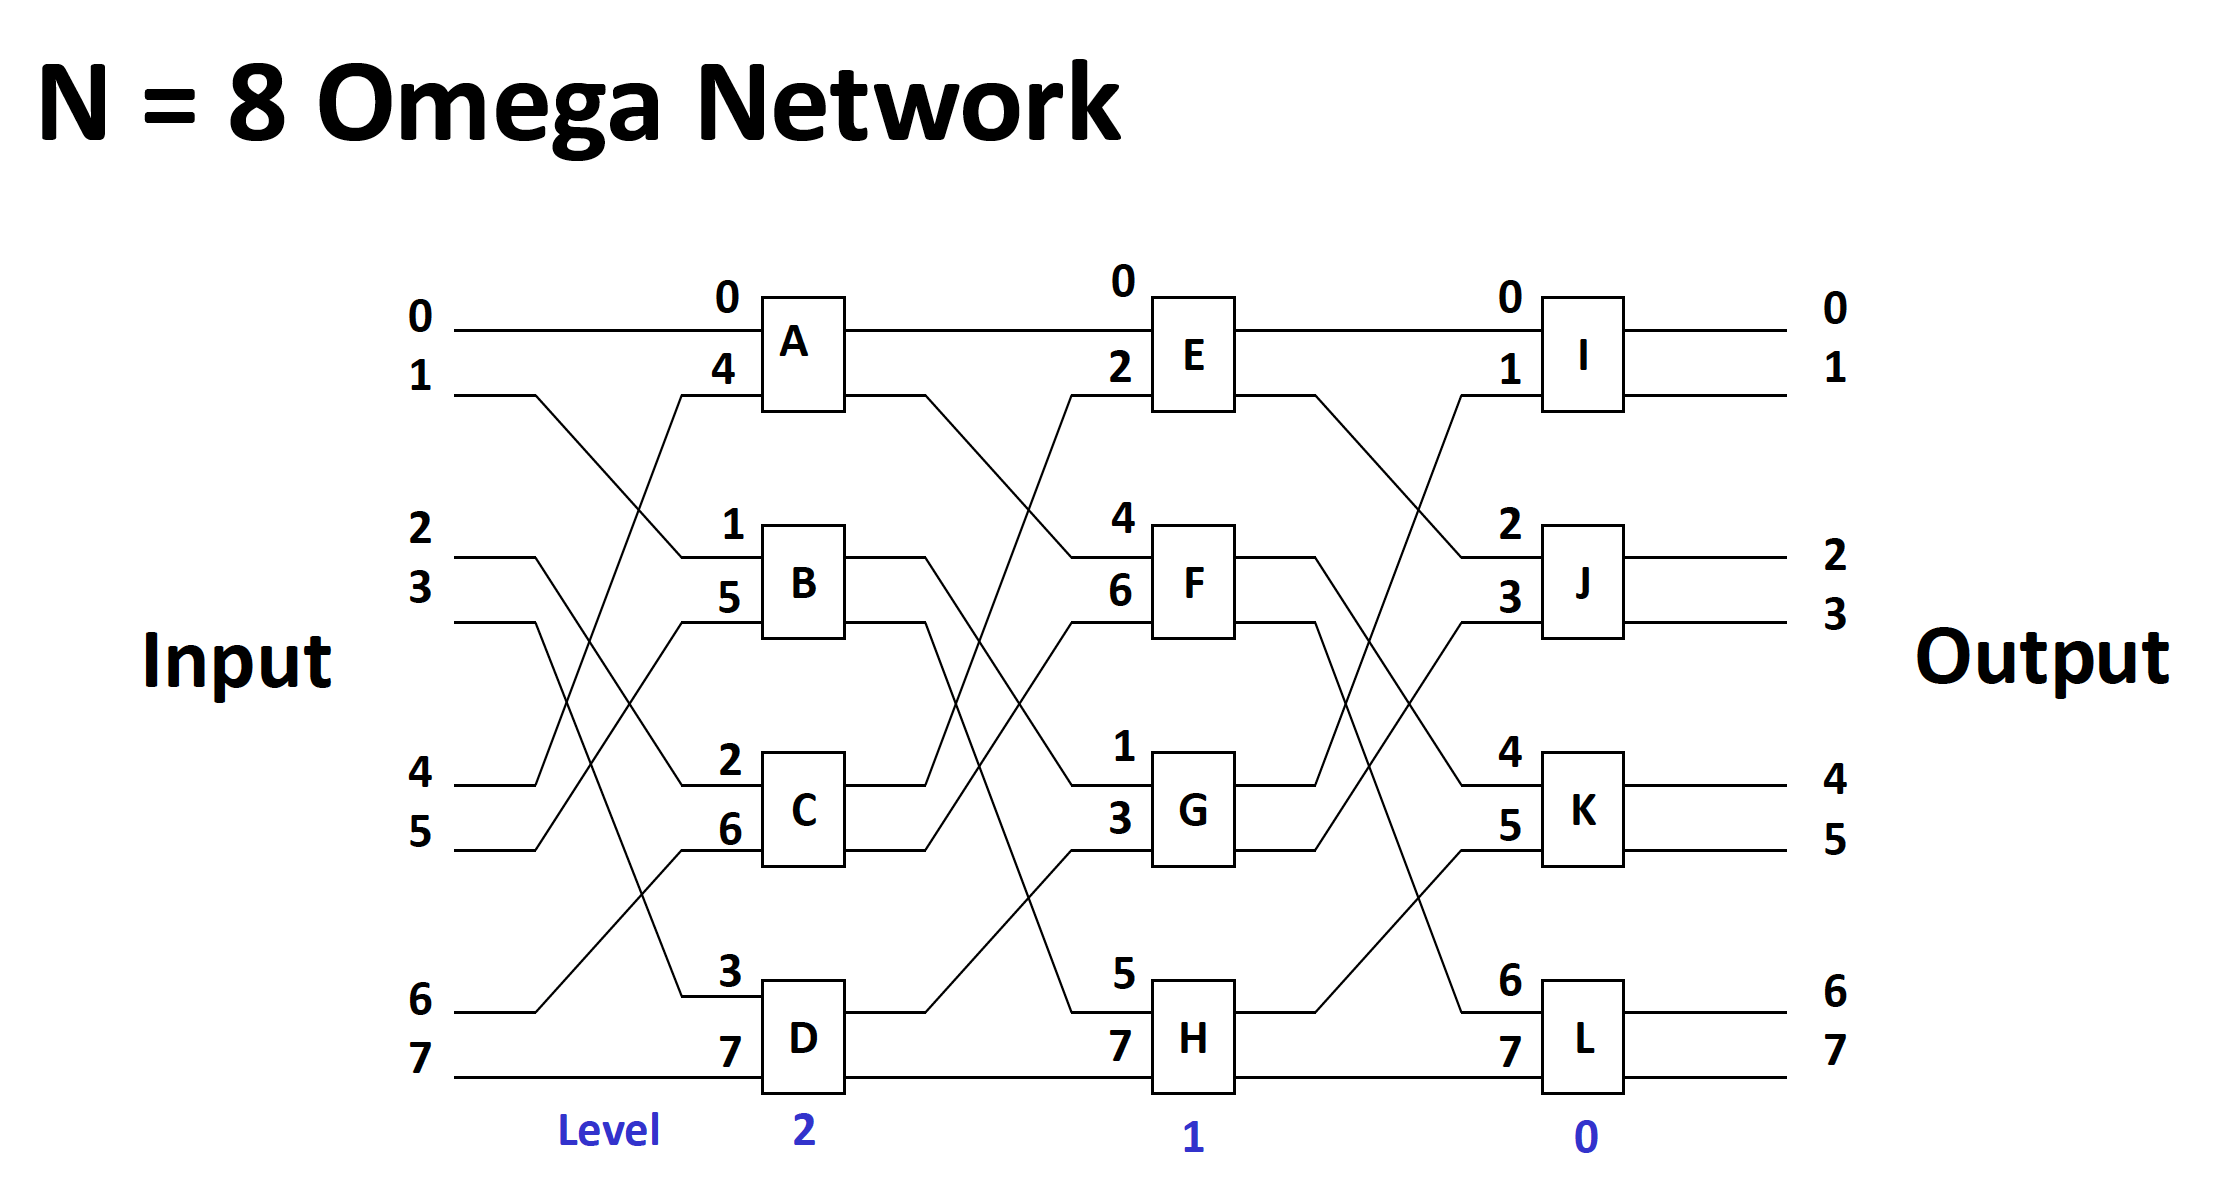 N = 8 Omega Network
0 0 0 0 0
A
1 4 2 E 1 I 1
2 1 4 2 2
3 5 B 6 F 3 J 3
Input Output
4 2 1 4 4
5 6 C 3 G 5 K 5
6 3 5 6 6
7 7 D 7 H 7 L 7
Level 2 1 0